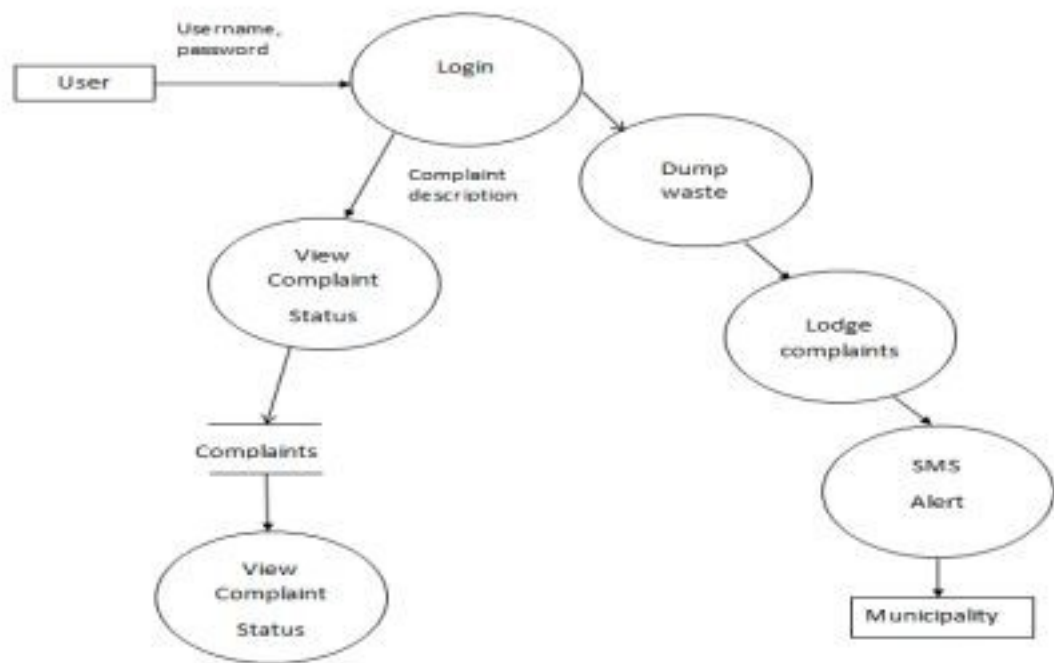 Username,
password
User
Login
Dump
waste
Complaint
description
View
Complaint
Status
Lodge
complaints
Complaints
SMS
Alert
View
Complaint
Status
Municipality